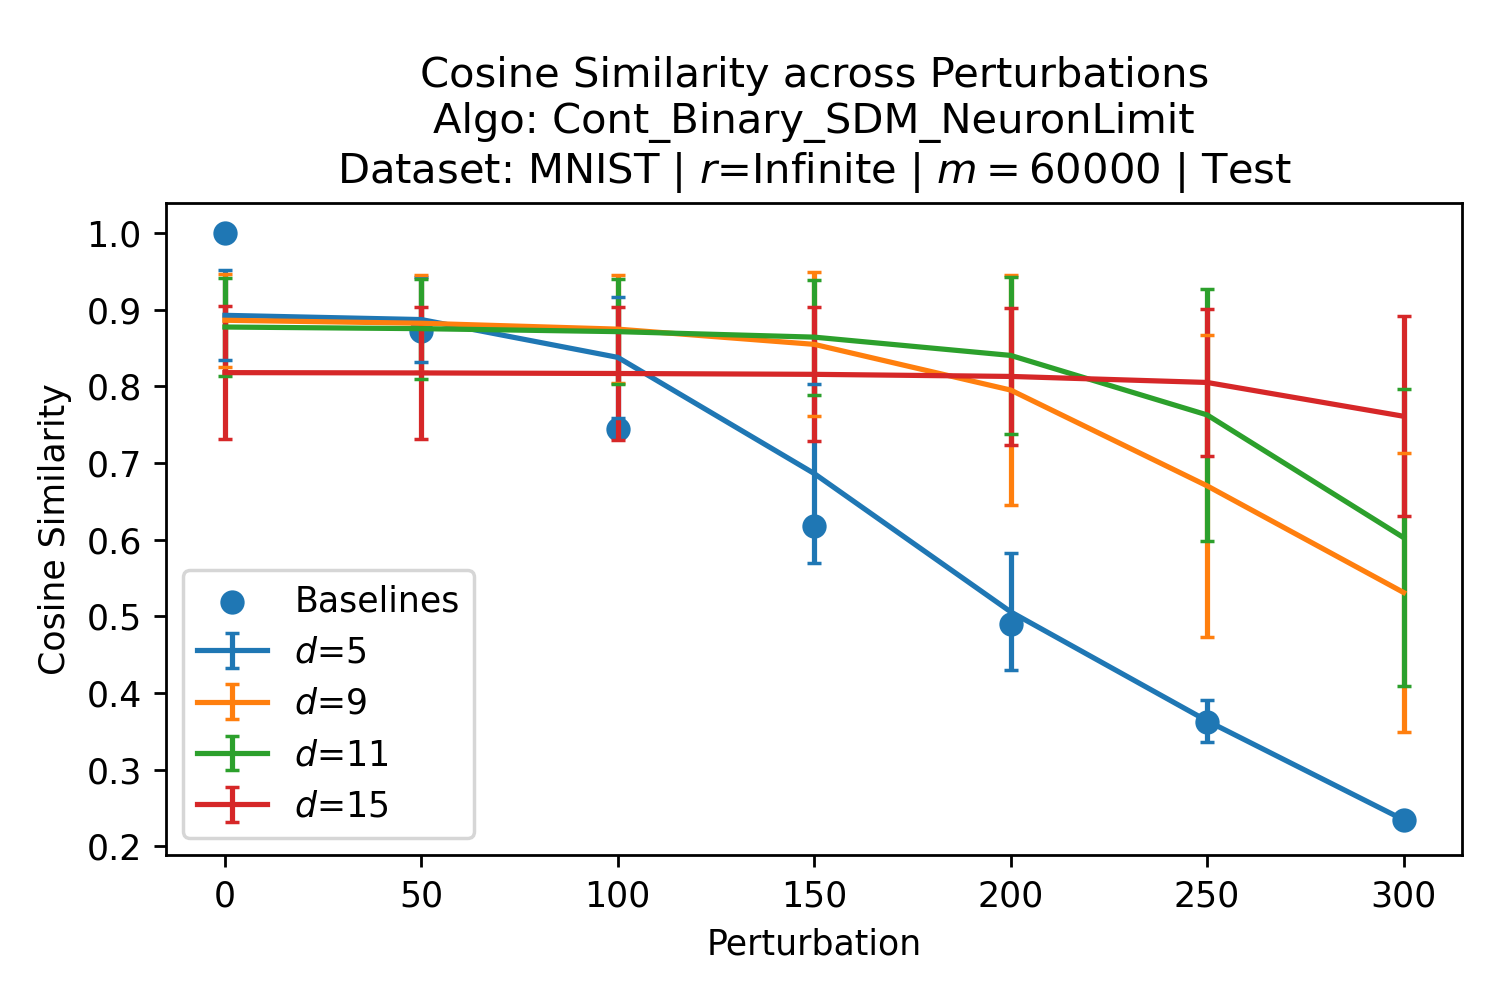 Cosine Similarity across Perturbations
Algo: Cont_Binary_SDM_NeuronLimit
Dataset: MNIST | r=Infinite | m = 60000 | Test
Cosine Similarity
1.0
0.9
0.8
0.7
0.6
0.5
0.4
0.3
0.2
Baselines
d=5
d=9
d=11
d=15
0 50 100 150 200 250 300
Perturbation